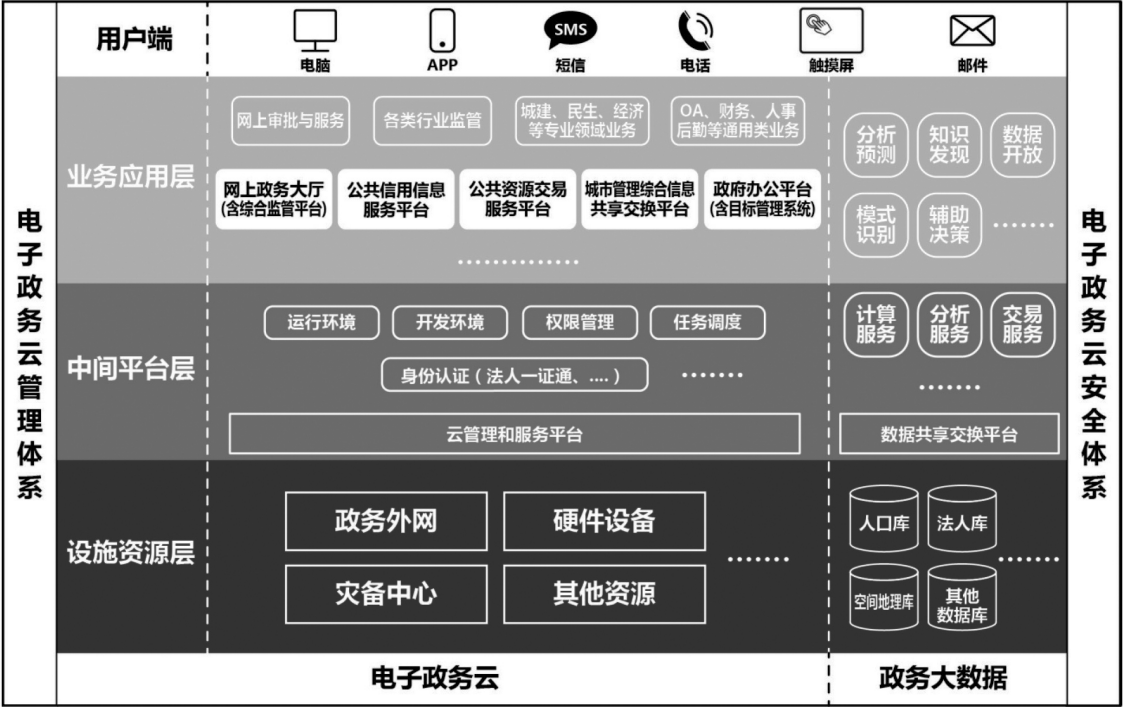 电子政务云管理体系
用户端
电脑
APP
SMS
短信
电话
触摸屏
邮件
业务应用层
网上审批与服务
各类行业监管
城建、民生、经济
等专业领域业务
OA、财务、人事
后勤等通用类业务
网上政务大厅
(含综合监管平台)
公共信用信息
服务平台
公共资源交易
服务平台
城市管理综合信息
共享交换平台
政府办公平台
(含目标管理系统)
..............
分析
预测
知识
发现
数据
开放
模式
识别
辅助
决策
.......
中间平台层
运行环境
开发环境
权限管理
任务调度
身份认证（法人一证通、....）
.......
云管理和服务平台
计算
服务
分析
服务
交易
服务
.......
数据共享交换平台
设施资源层
政务外网
硬件设备
灾备中心
其他资源
.......
人口库
法人库
空间地理库
其他
数据库
.......
电子政务云
政务大数据
电子政务云安全体系